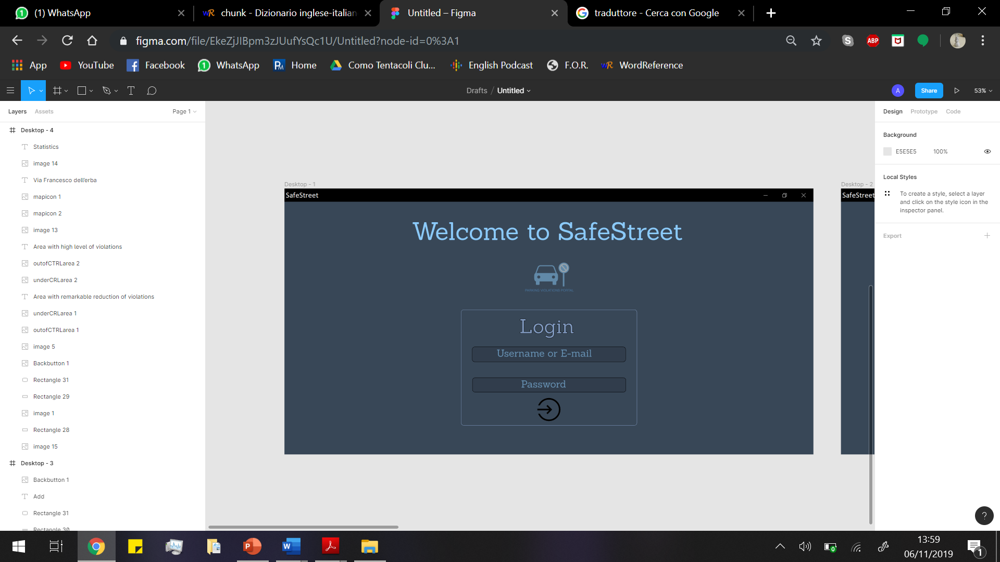 (1) WhatsApp
chunk - Dizionario inglese-italian
Untitled – Figma
traduttore - Cerca con Google
figma.com/file/EkeZjJIBpm3zJUufYsQc1U/Untitled?node-id=0%3A1
App
YouTube
Facebook
WhatsApp
Home
Como Tentacoli Clu...
English Podcast
F.O.R.
WordReference
Drafts / Untitled
A
Share
53%
Layers
Assets
Page 1
Design
Prototype
Code
Desktop - 4
Statistics
image 14
Via Francesco dell'erba
mapicon 1
mapicon 2
image 13
Area with high level of violations
outofCTRLarea 2
underCRLarea 2
Area with remarkable reduction of violations
underCRLarea 1
outofCTRLarea 1
image 5
Backbutton 1
Rectangle 31
Rectangle 29
image 1
Rectangle 28
image 15
Desktop - 3
Backbutton 1
Add
Rectangle 31
Rectangle 30
Desktop - 1
SafeStreet
Welcome to SafeStreet
PARKING VIOLATIONS PORTAL
Login
Username or E-mail
Password
Desktop - 2
SafeStreet
Background
E5E5E5
100%
Local Styles
To create a style, select a layer
and click on the style icon in the
inspector panel.
Export
?
13:59
06/11/2019
1